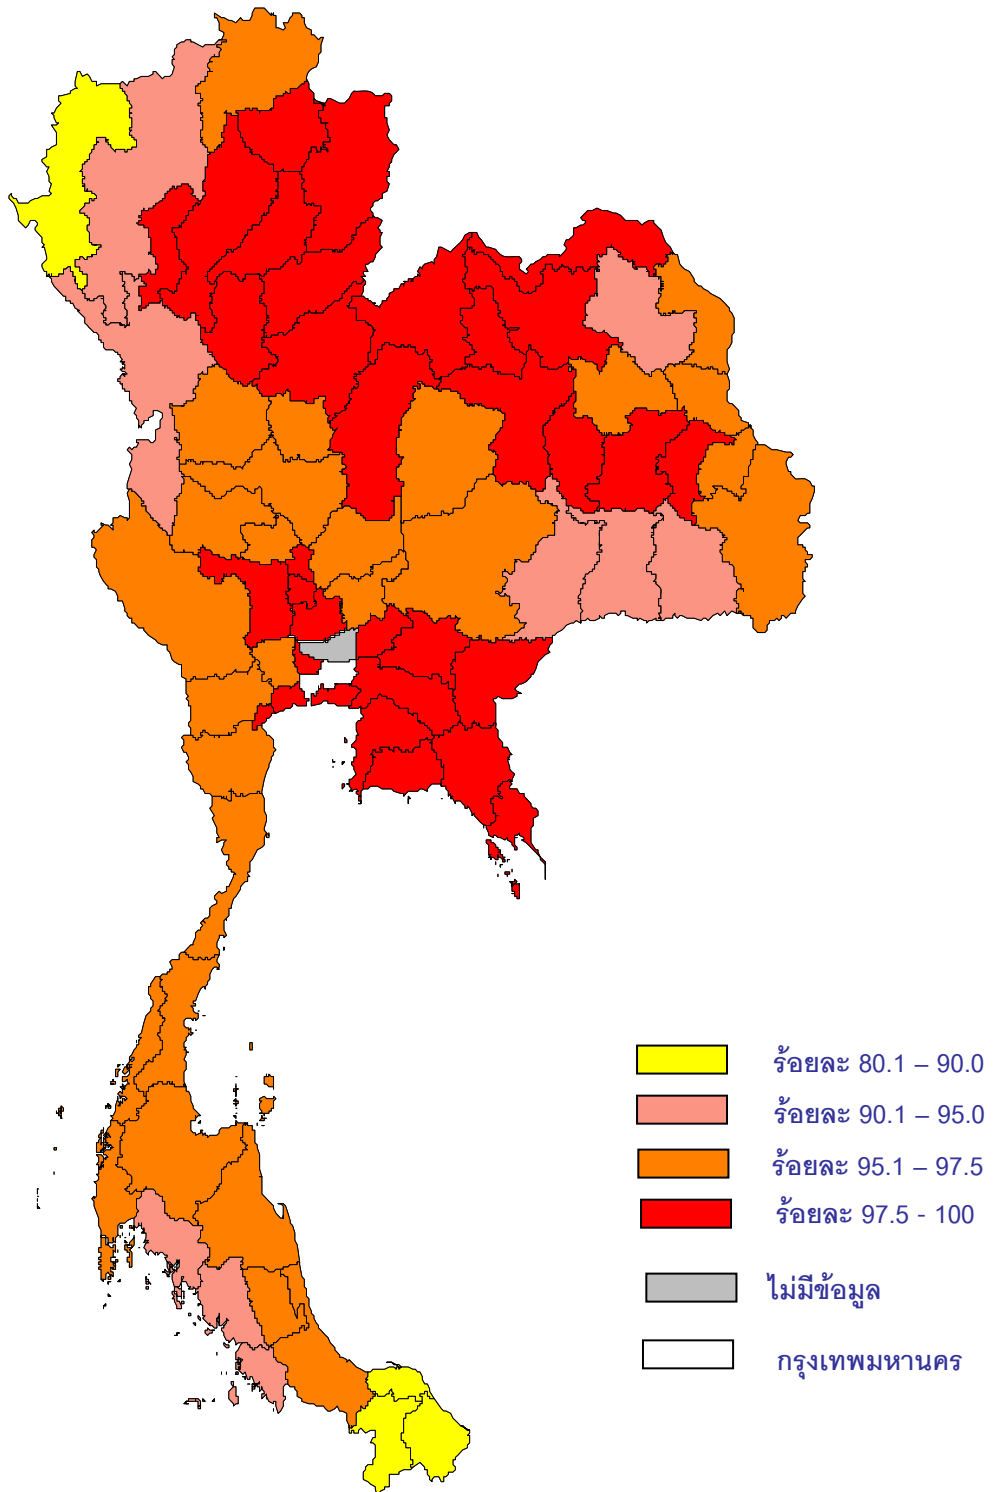 ร้อยละ 80.1 – 90.0
ร้อยละ 90.1 – 95.0
ร้อยละ 95.1 – 97.5
ร้อยละ 97.5 - 100
ไม่มีข้อมูล
กรุงเทพมหานคร